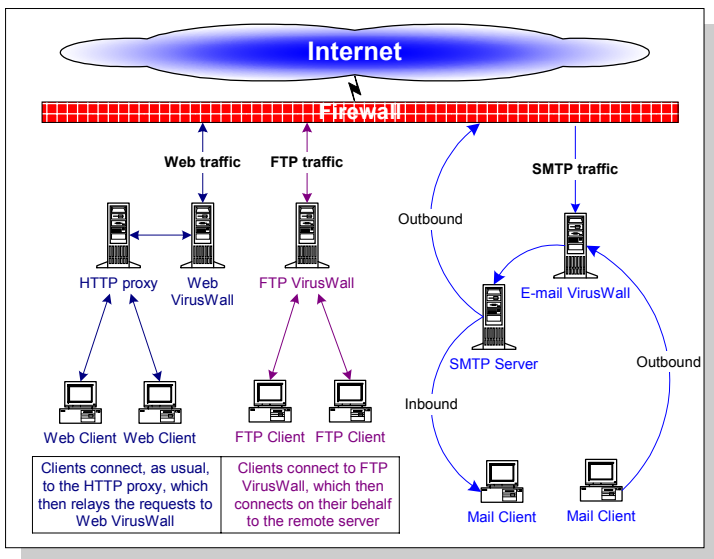 Internet
Firewall
Web traffic
FTP traffic
SMTP traffic
Outbound
HTTP proxy
Web
VirusWall
FTP VirusWall
E-mail VirusWall
SMTP Server
Outbound
Inbound
Web Client
Web Client
FTP Client
FTP Client
Clients connect, as usual,
to the HTTP proxy, which
then relays the requests to
Web VirusWall
Clients connect to FTP
VirusWall, which then
connects on their behalf
to the remote server
Mail Client
Mail Client